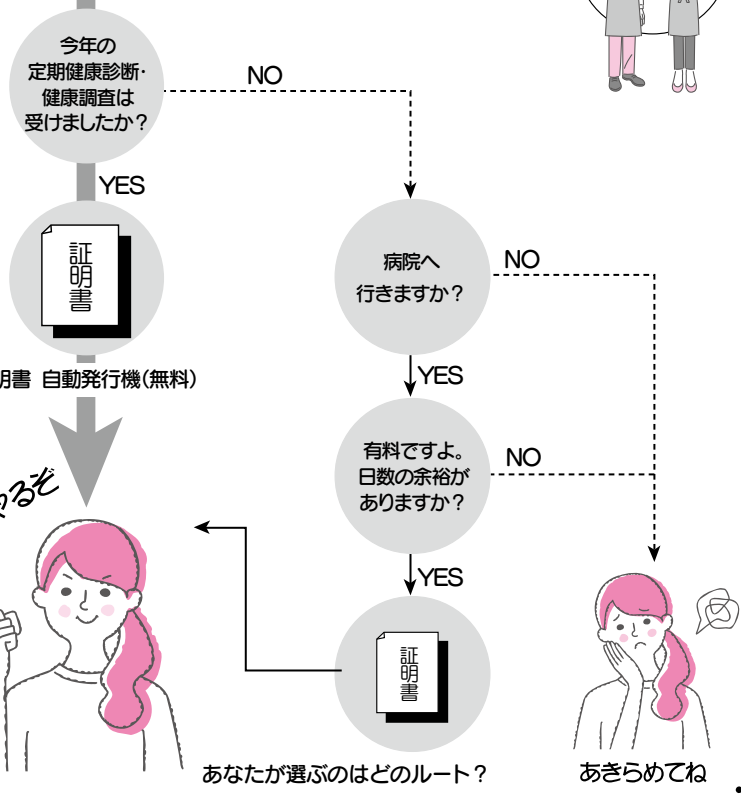 今年の
定期健康診断・
健康調査は
受けましたか？
NO
YES
証明書
明書 自動発行機(無料)
やるぞ
病院へ
行きますか？
NO
YES
有料ですよ。
日数の余裕が
ありますか？
NO
YES
証明書
あなたが選ぶのはどのルート？
あきらめてね